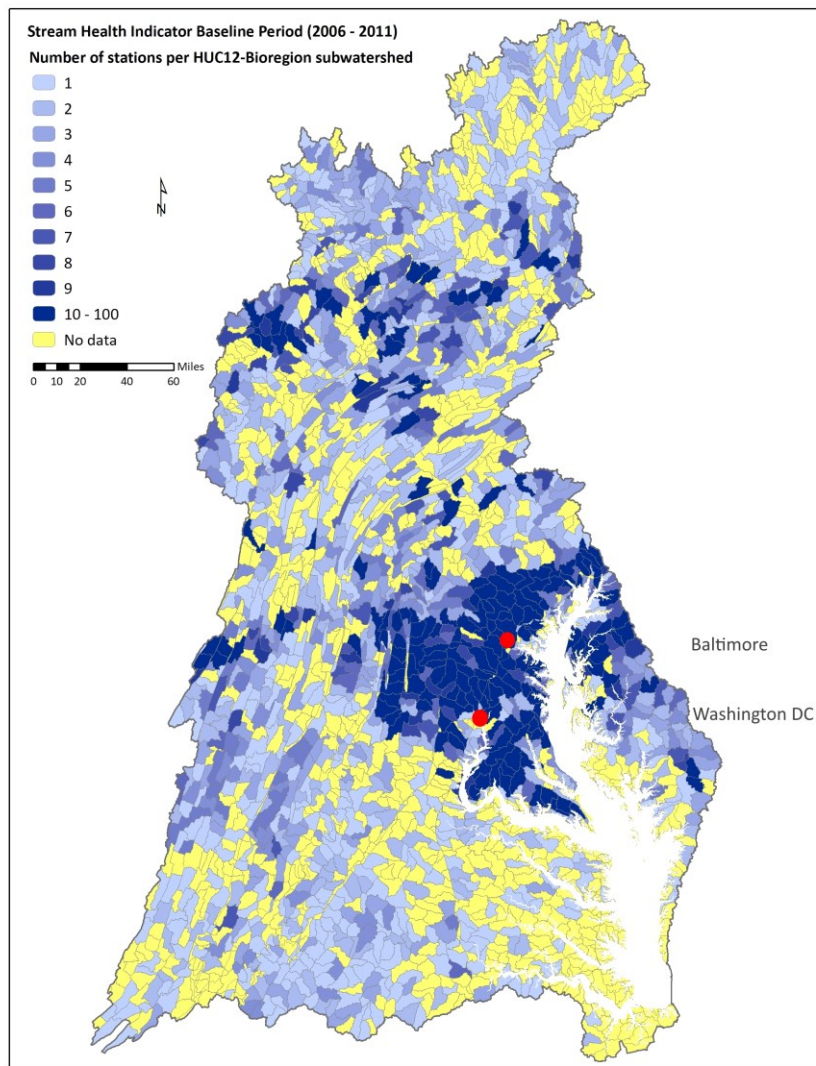 Stream Health Indicator Baseline Period (2006 - 2011)
Number of stations per HUC12-Bioregion subwatershed
1
2
3
4
5
6
7
8
9
10 - 100
No data
N
Miles
0 10 20 40 60
Baltimore
Washington DC